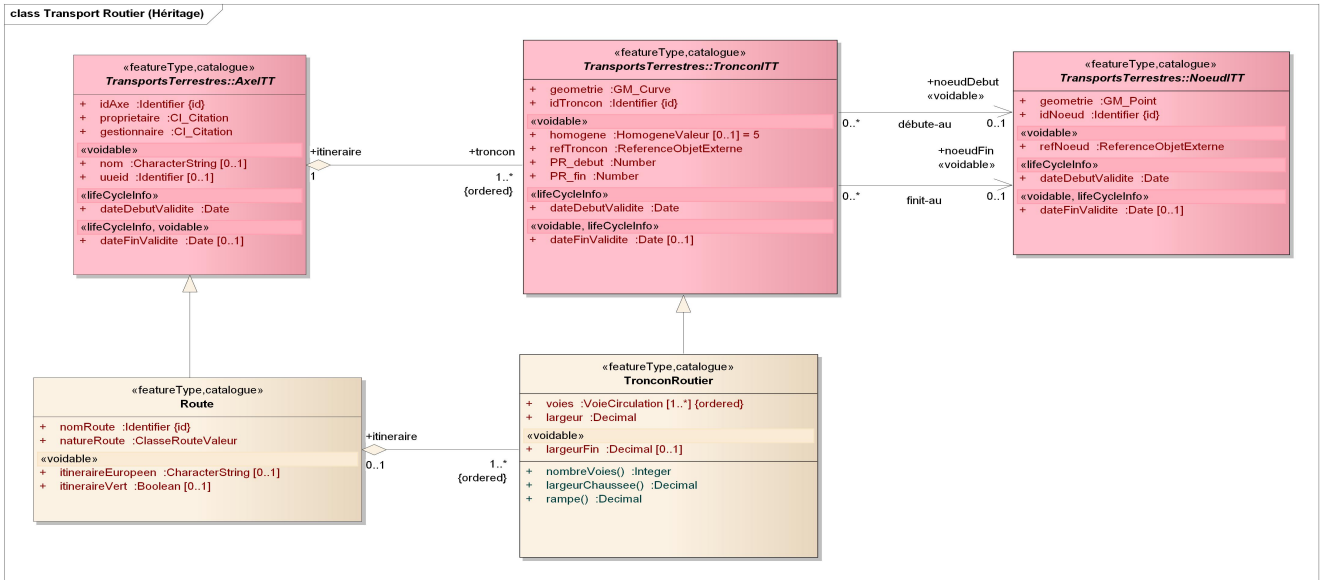 class Transport Routier (Héritage)
«featureType,catalogue»
TransportsTerrestres::AxeITT
+ idAxe :Identifier {id}
+ proprietaire :CI_Citation
+ gestionnaire :CI_Citation
«voidable»
+ nom :CharacterString [0..1]
+ uueid :Identifier [0..1]
«lifeCycleInfo»
+ dateDebutValidite :Date
«lifeCycleInfo, voidable»
+ dateFinValidite :Date [0..1]
+itineraire
1
+troncon
1..*
{ordered}
«featureType,catalogue»
TransportsTerrestres::TronconITT
+ geometrie :GM_Curve
+ idTroncon :Identifier {id}
«voidable»
+ homogene :HomogeneValeur [0..1] = 5
+ refTroncon :ReferenceObjetExterne
+ PR_debut :Number
+ PR_fin :Number
«lifeCycleInfo»
+ dateDebutValidite :Date
«voidable, lifeCycleInfo»
+ dateFinValidite :Date [0..1]
+noeudDebut
«voidable»
0..*
débute-au
0..1
+noeudFin
«voidable»
0..*
finit-au
0..1
«featureType,catalogue»
TransportsTerrestres::NoeudITT
+ geometrie :GM_Point
+ idNoeud :Identifier {id}
«voidable»
+ refNoeud :ReferenceObjetExterne
«lifeCycleInfo»
+ dateDebutValidite :Date
«voidable, lifeCycleInfo»
+ dateFinValidite :Date [0..1]
«featureType,catalogue»
Route
+ nomRoute :Identifier {id}
+ natureRoute :ClasseRouteValeur
«voidable»
+ itineraireEuropeen :CharacterString [0..1]
+ itineraireVert :Boolean [0..1]
+itineraire
0..1
1..*
{ordered}
«featureType,catalogue»
TronconRoutier
+ voies :VoieCirculation [1..*] {ordered}
+ largeur :Decimal
«voidable»
+ largeurFin :Decimal [0..1]
+ nombreVoies() :Integer
+ largeurChaussee() :Decimal
+ rampe() :Decimal